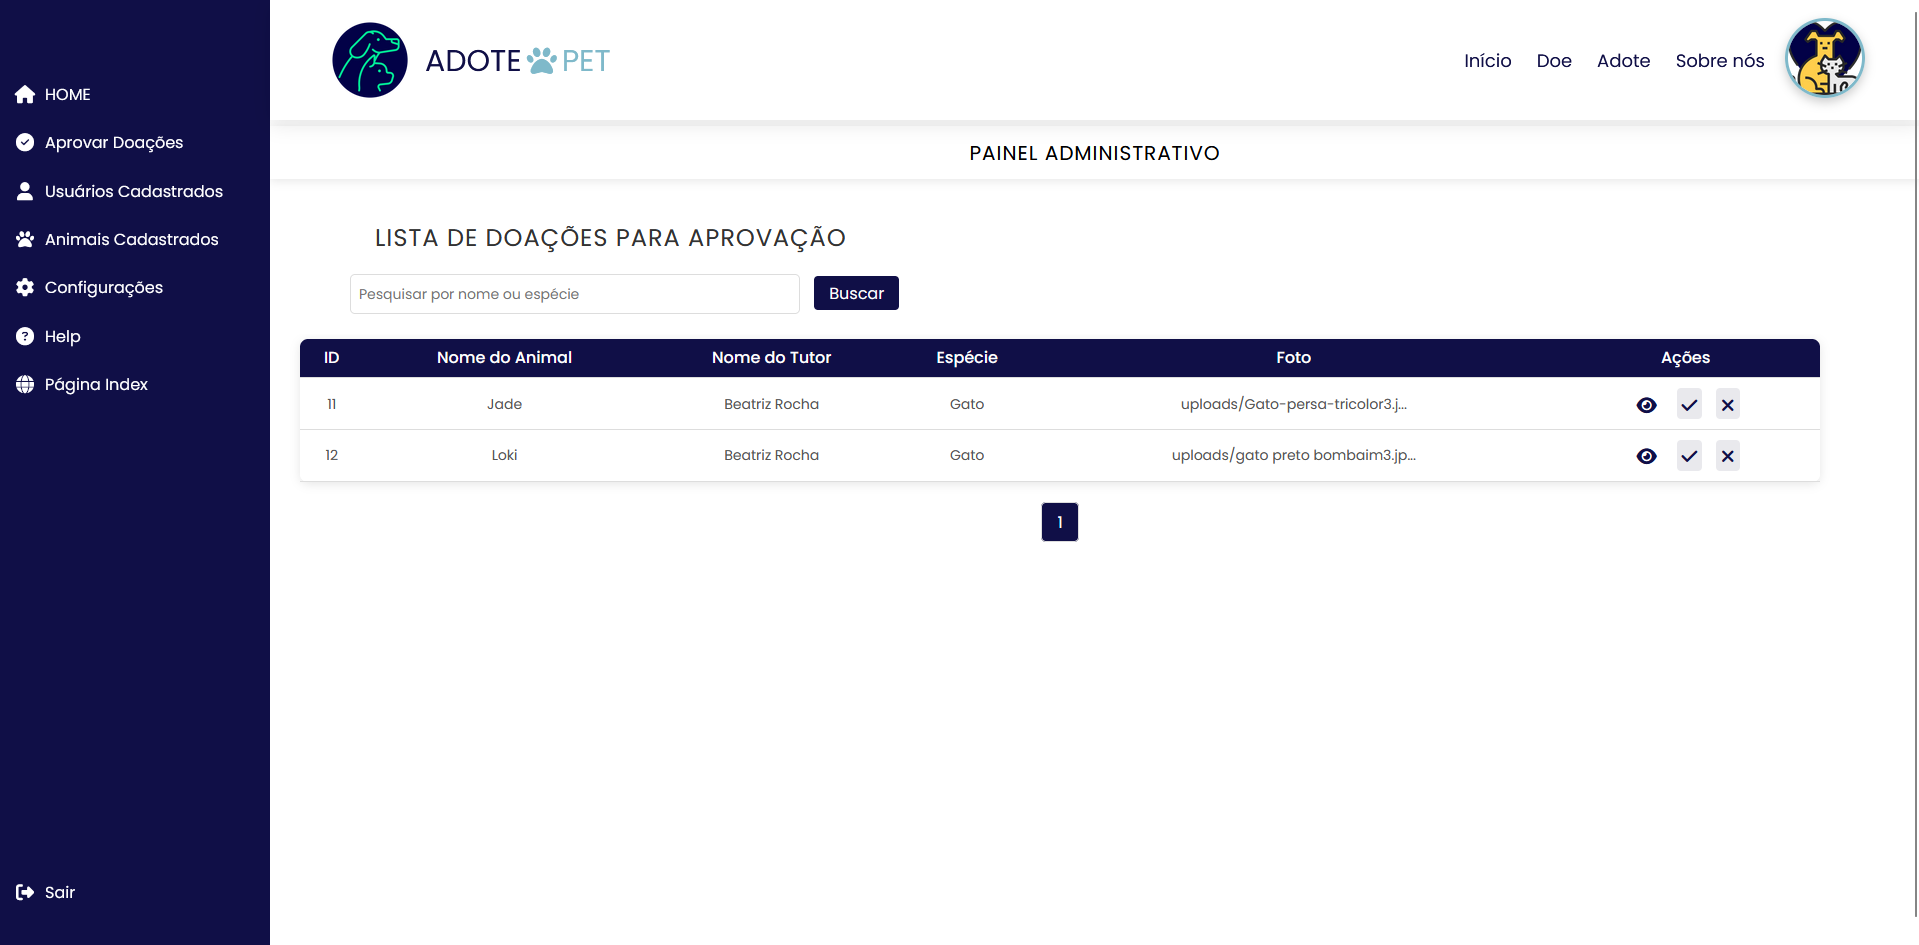 HOME
Aprovar Doações
Usuários Cadastrados
Animais Cadastrados
Configurações
Help
Página Index
Sair
ADOTE PET
Início Doe Adote Sobre nós
PAINEL ADMINISTRATIVO
LISTA DE DOAÇÕES PARA APROVAÇÃO
Pesquisar por nome ou espécie Buscar
ID Nome do Animal Nome do Tutor Espécie Foto Ações
11 Jade Beatriz Rocha Gato uploads/Gato-persa-tricolor3.j...
12 Loki Beatriz Rocha Gato uploads/gato preto bombaim3.jp...
1